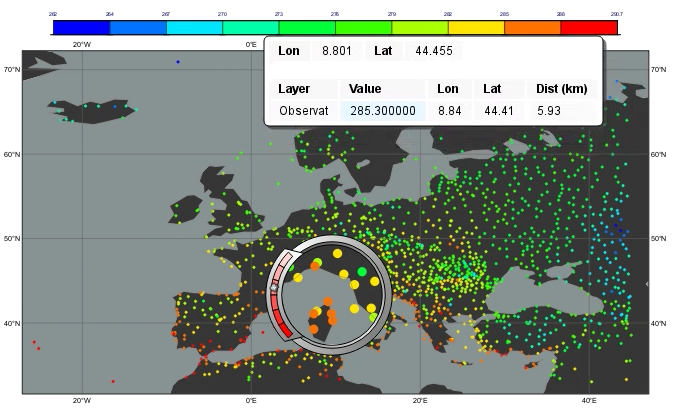 262 264 267 270 273 276 279 282 285 288 290.7
20°W 0°E
Lon 8.801 Lat 44.455
Layer Value Lon Lat Dist (km)
Observat 285.300000 8.84 44.41 5.93
70°N 70°N
60°N 60°N
50°N 50°N
40°N 40°N
20°W 0°E 20°E 40°E